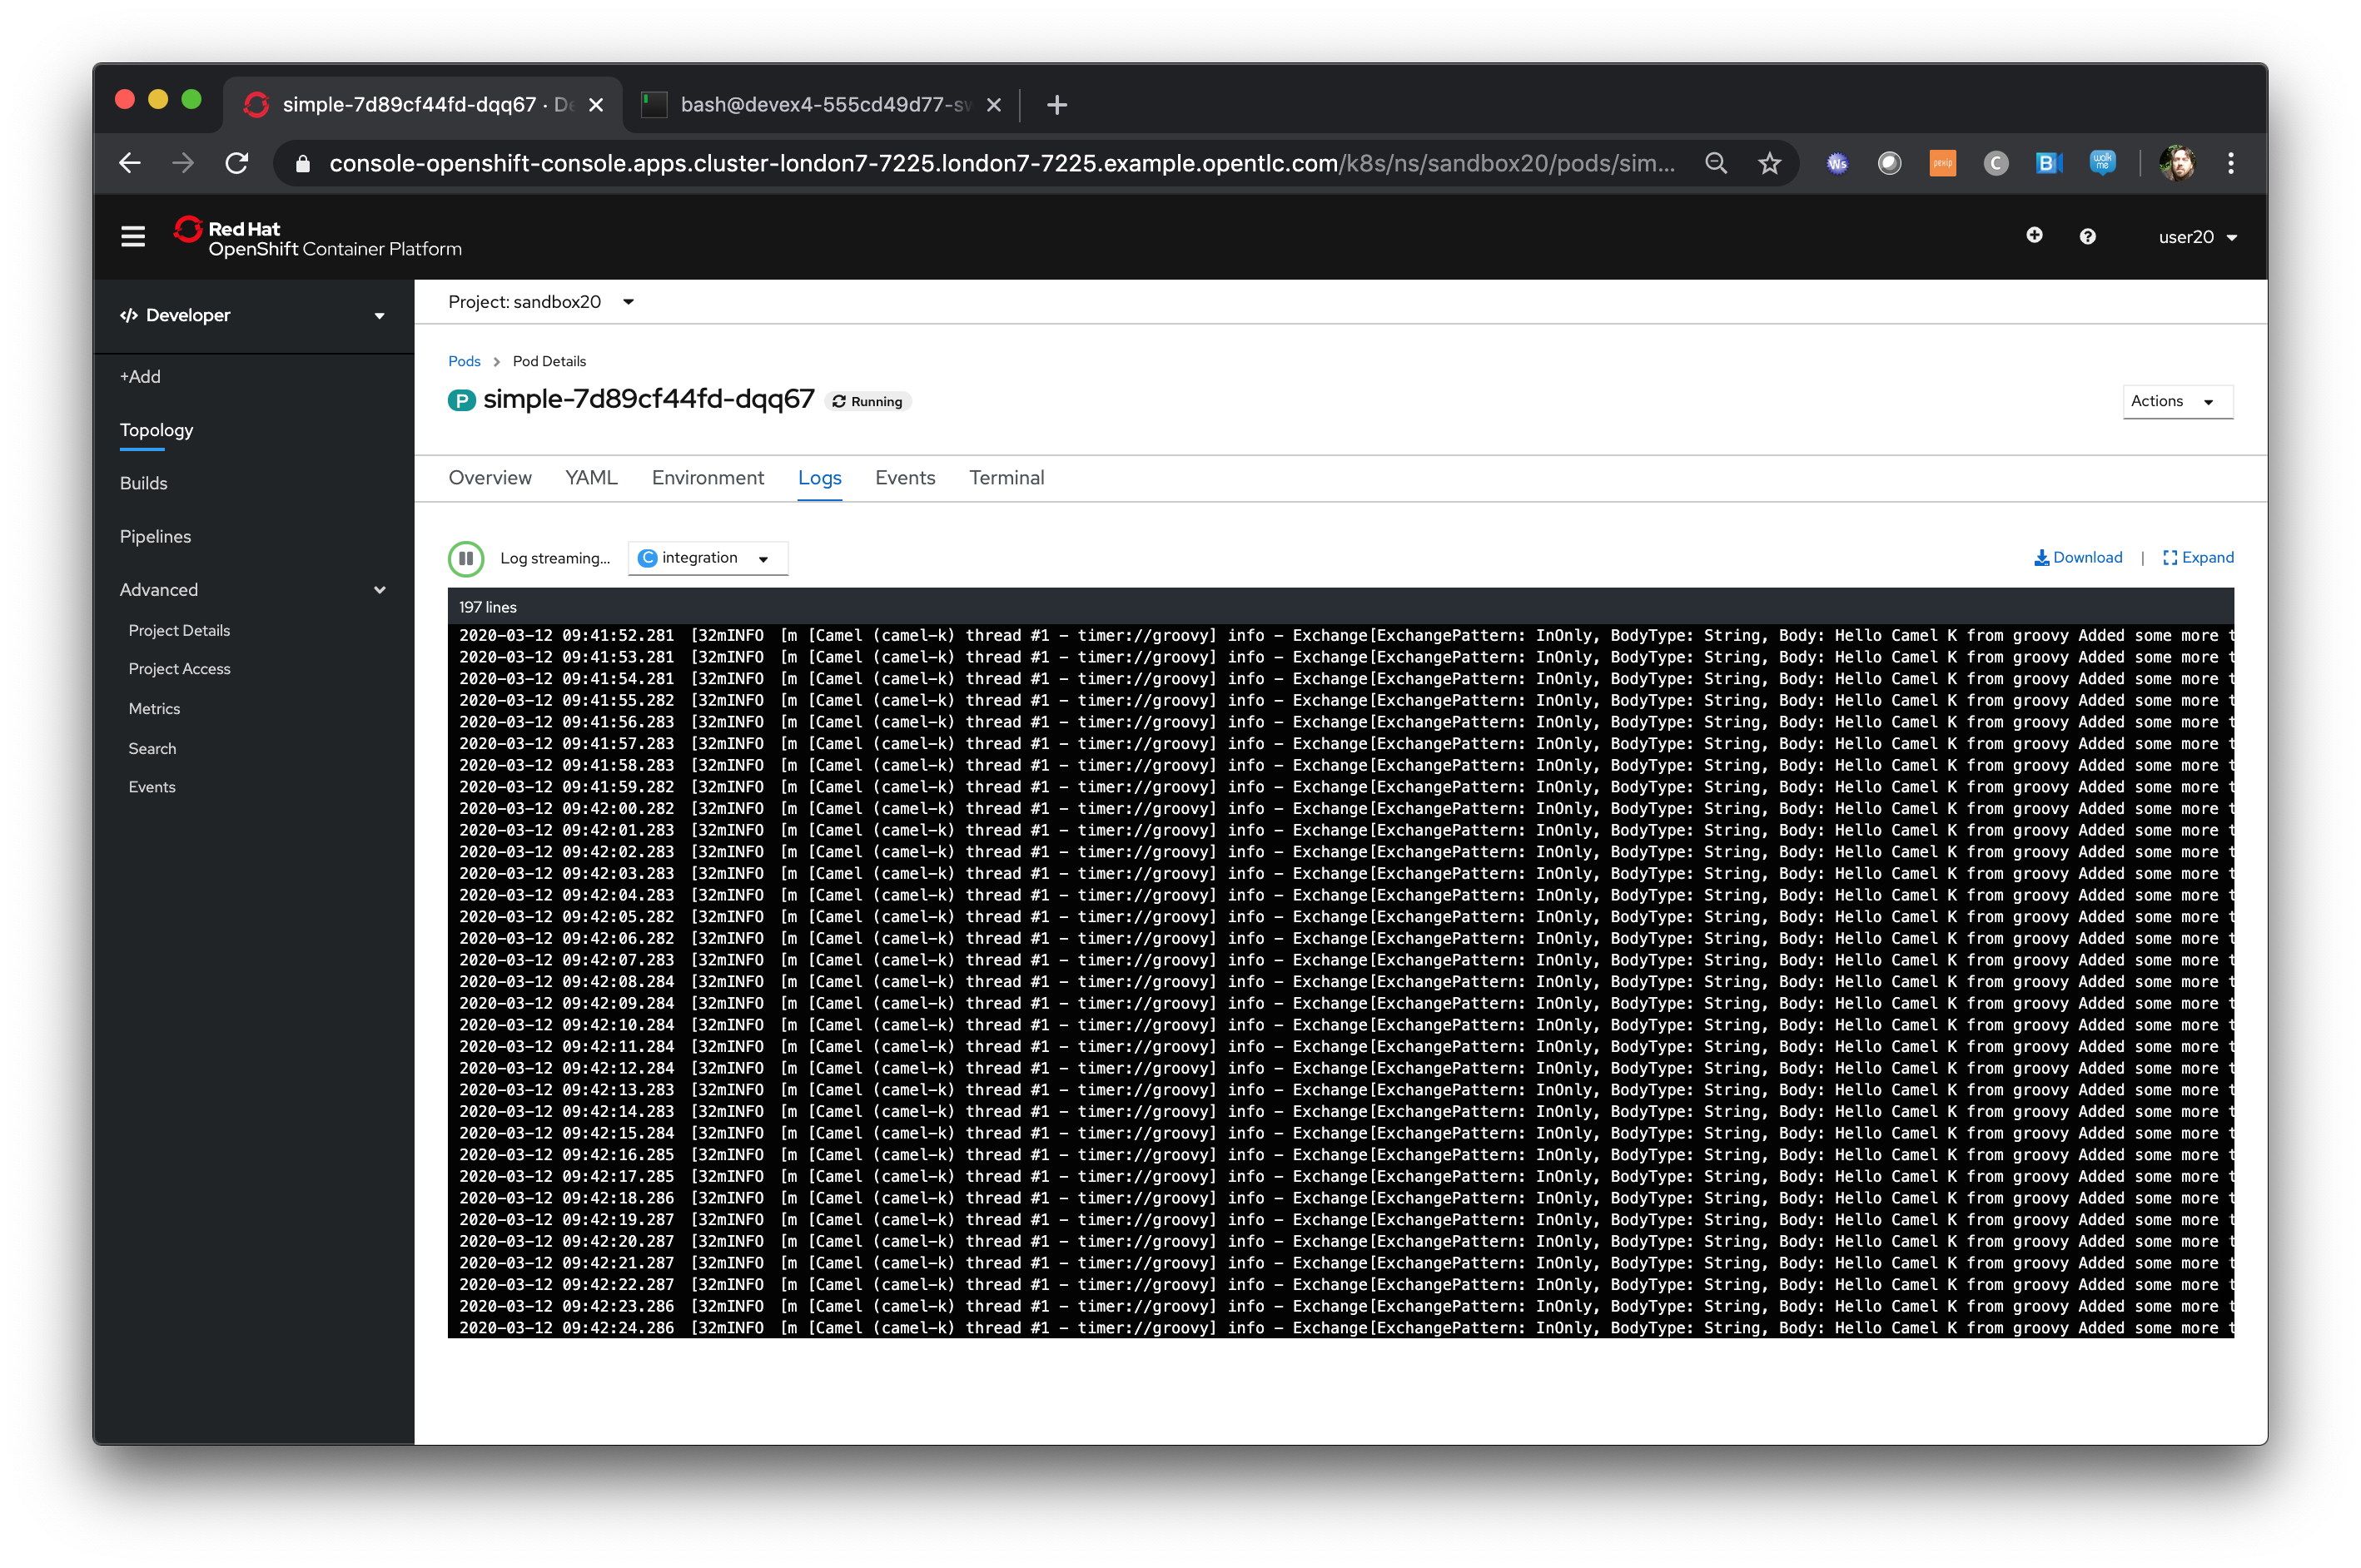 simple-7d89cf44fd-dqq67 · De
bash@devex4-555cd49d77-sw
console-openshift-console.apps.cluster-london7-7225.london7-7225.example.opentlc.com/k8s/ns/sandbox20/pods/sim...
Ws
pexip
C
B
walk me
Red Hat
OpenShift Container Platform
user20
</> Developer
+Add
Topology
Builds
Pipelines
Advanced
Project Details
Project Access
Metrics
Search
Events
Project: sandbox20
Pods > Pod Details
P simple-7d89cf44fd-dqq67 Running
Actions
Overview YAML Environment Logs Events Terminal
Log streaming... C integration
Download | Expand
197 lines
2020-03-12 09:41:52.281 [32mINFO [m [Camel (camel-k) thread #1 - timer://groovy] info - Exchange[ExchangePattern: InOnly, BodyType: String, Body: Hello Camel K from groovy Added some more t
2020-03-12 09:41:53.281 [32mINFO [m [Camel (camel-k) thread #1 - timer://groovy] info - Exchange[ExchangePattern: InOnly, BodyType: String, Body: Hello Camel K from groovy Added some more t
2020-03-12 09:41:54.281 [32mINFO [m [Camel (camel-k) thread #1 - timer://groovy] info - Exchange[ExchangePattern: InOnly, BodyType: String, Body: Hello Camel K from groovy Added some more t
2020-03-12 09:41:55.282 [32mINFO [m [Camel (camel-k) thread #1 - timer://groovy] info - Exchange[ExchangePattern: InOnly, BodyType: String, Body: Hello Camel K from groovy Added some more t
2020-03-12 09:41:56.283 [32mINFO [m [Camel (camel-k) thread #1 - timer://groovy] info - Exchange[ExchangePattern: InOnly, BodyType: String, Body: Hello Camel K from groovy Added some more t
2020-03-12 09:41:57.283 [32mINFO [m [Camel (camel-k) thread #1 - timer://groovy] info - Exchange[ExchangePattern: InOnly, BodyType: String, Body: Hello Camel K from groovy Added some more t
2020-03-12 09:41:58.283 [32mINFO [m [Camel (camel-k) thread #1 - timer://groovy] info - Exchange[ExchangePattern: InOnly, BodyType: String, Body: Hello Camel K from groovy Added some more t
2020-03-12 09:41:59.282 [32mINFO [m [Camel (camel-k) thread #1 - timer://groovy] info - Exchange[ExchangePattern: InOnly, BodyType: String, Body: Hello Camel K from groovy Added some more t
2020-03-12 09:42:00.282 [32mINFO [m [Camel (camel-k) thread #1 - timer://groovy] info - Exchange[ExchangePattern: InOnly, BodyType: String, Body: Hello Camel K from groovy Added some more t
2020-03-12 09:42:01.283 [32mINFO [m [Camel (camel-k) thread #1 - timer://groovy] info - Exchange[ExchangePattern: InOnly, BodyType: String, Body: Hello Camel K from groovy Added some more t
2020-03-12 09:42:02.283 [32mINFO [m [Camel (camel-k) thread #1 - timer://groovy] info - Exchange[ExchangePattern: InOnly, BodyType: String, Body: Hello Camel K from groovy Added some more t
2020-03-12 09:42:03.283 [32mINFO [m [Camel (camel-k) thread #1 - timer://groovy] info - Exchange[ExchangePattern: InOnly, BodyType: String, Body: Hello Camel K from groovy Added some more t
2020-03-12 09:42:04.283 [32mINFO [m [Camel (camel-k) thread #1 - timer://groovy] info - Exchange[ExchangePattern: InOnly, BodyType: String, Body: Hello Camel K from groovy Added some more t
2020-03-12 09:42:05.282 [32mINFO [m [Camel (camel-k) thread #1 - timer://groovy] info - Exchange[ExchangePattern: InOnly, BodyType: String, Body: Hello Camel K from groovy Added some more t
2020-03-12 09:42:06.282 [32mINFO [m [Camel (camel-k) thread #1 - timer://groovy] info - Exchange[ExchangePattern: InOnly, BodyType: String, Body: Hello Camel K from groovy Added some more t
2020-03-12 09:42:07.283 [32mINFO [m [Camel (camel-k) thread #1 - timer://groovy] info - Exchange[ExchangePattern: InOnly, BodyType: String, Body: Hello Camel K from groovy Added some more t
2020-03-12 09:42:08.284 [32mINFO [m [Camel (camel-k) thread #1 - timer://groovy] info - Exchange[ExchangePattern: InOnly, BodyType: String, Body: Hello Camel K from groovy Added some more t
2020-03-12 09:42:09.284 [32mINFO [m [Camel (camel-k) thread #1 - timer://groovy] info - Exchange[ExchangePattern: InOnly, BodyType: String, Body: Hello Camel K from groovy Added some more t
2020-03-12 09:42:10.284 [32mINFO [m [Camel (camel-k) thread #1 - timer://groovy] info - Exchange[ExchangePattern: InOnly, BodyType: String, Body: Hello Camel K from groovy Added some more t
2020-03-12 09:42:11.284 [32mINFO [m [Camel (camel-k) thread #1 - timer://groovy] info - Exchange[ExchangePattern: InOnly, BodyType: String, Body: Hello Camel K from groovy Added some more t
2020-03-12 09:42:12.284 [32mINFO [m [Camel (camel-k) thread #1 - timer://groovy] info - Exchange[ExchangePattern: InOnly, BodyType: String, Body: Hello Camel K from groovy Added some more t
2020-03-12 09:42:13.283 [32mINFO [m [Camel (camel-k) thread #1 - timer://groovy] info - Exchange[ExchangePattern: InOnly, BodyType: String, Body: Hello Camel K from groovy Added some more t
2020-03-12 09:42:14.283 [32mINFO [m [Camel (camel-k) thread #1 - timer://groovy] info - Exchange[ExchangePattern: InOnly, BodyType: String, Body: Hello Camel K from groovy Added some more t
2020-03-12 09:42:15.284 [32mINFO [m [Camel (camel-k) thread #1 - timer://groovy] info - Exchange[ExchangePattern: InOnly, BodyType: String, Body: Hello Camel K from groovy Added some more t
2020-03-12 09:42:16.285 [32mINFO [m [Camel (camel-k) thread #1 - timer://groovy] info - Exchange[ExchangePattern: InOnly, BodyType: String, Body: Hello Camel K from groovy Added some more t
2020-03-12 09:42:17.285 [32mINFO [m [Camel (camel-k) thread #1 - timer://groovy] info - Exchange[ExchangePattern: InOnly, BodyType: String, Body: Hello Camel K from groovy Added some more t
2020-03-12 09:42:18.286 [32mINFO [m [Camel (camel-k) thread #1 - timer://groovy] info - Exchange[ExchangePattern: InOnly, BodyType: String, Body: Hello Camel K from groovy Added some more t
2020-03-12 09:42:19.287 [32mINFO [m [Camel (camel-k) thread #1 - timer://groovy] info - Exchange[ExchangePattern: InOnly, BodyType: String, Body: Hello Camel K from groovy Added some more t
2020-03-12 09:42:20.287 [32mINFO [m [Camel (camel-k) thread #1 - timer://groovy] info - Exchange[ExchangePattern: InOnly, BodyType: String, Body: Hello Camel K from groovy Added some more t
2020-03-12 09:42:21.287 [32mINFO [m [Camel (camel-k) thread #1 - timer://groovy] info - Exchange[ExchangePattern: InOnly, BodyType: String, Body: Hello Camel K from groovy Added some more t
2020-03-12 09:42:22.287 [32mINFO [m [Camel (camel-k) thread #1 - timer://groovy] info - Exchange[ExchangePattern: InOnly, BodyType: String, Body: Hello Camel K from groovy Added some more t
2020-03-12 09:42:23.286 [32mINFO [m [Camel (camel-k) thread #1 - timer://groovy] info - Exchange[ExchangePattern: InOnly, BodyType: String, Body: Hello Camel K from groovy Added some more t
2020-03-12 09:42:24.286 [32mINFO [m [Camel (camel-k) thread #1 - timer://groovy] info - Exchange[ExchangePattern: InOnly, BodyType: String, Body: Hello Camel K from groovy Added some more t